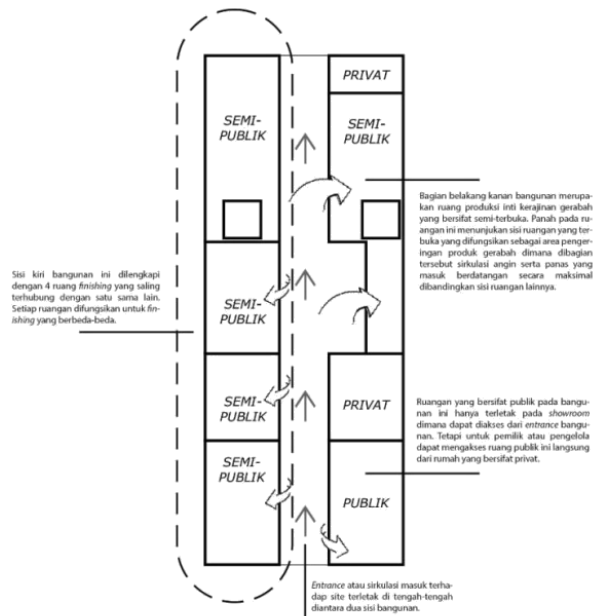 PRIVAT
SEMI-
PUBLIK
SEMI-
PUBLIK
Bagian belakang kanan bangunan merupa-
kan ruang produksi inti kerajinan gerabah
yang bersifat semi-terbuka. Panah pada ru-
angan ini menunjukan sisi ruangan yang ter-
buka yang difungsikan sebagai area penger-
ingan produk gerabah dimana dibagian
tersebut sirkulasi angin serta panas yang
masuk berdatangan secara maksimal
dibandingkan sisi ruangan lainnya.
Sisi kiri bangunan ini dilengkapi
dengan 4 ruang finishing yang saling
terhubung dengan satu sama lain.
Setiap ruangan difungsikan untuk fin-
ishing yang berbeda-beda.
SEMI-
PUBLIK
SEMI-
PUBLIK
PRIVAT
Ruangan yang bersifat publik pada bangu-
nan ini hanya terletak pada showroom
dimana dapat diakses dari entrance bangu-
nan. Tetapi untuk pemilik atau pengelola
dapat mengakses ruang publik ini langsung
dari rumah yang bersifat privat.
SEMI-
PUBLIK
PUBLIK
Entrance atau sirkulasi masuk terha-
dap site terletak di tengah-tengah
diantara dua sisi bangunan.